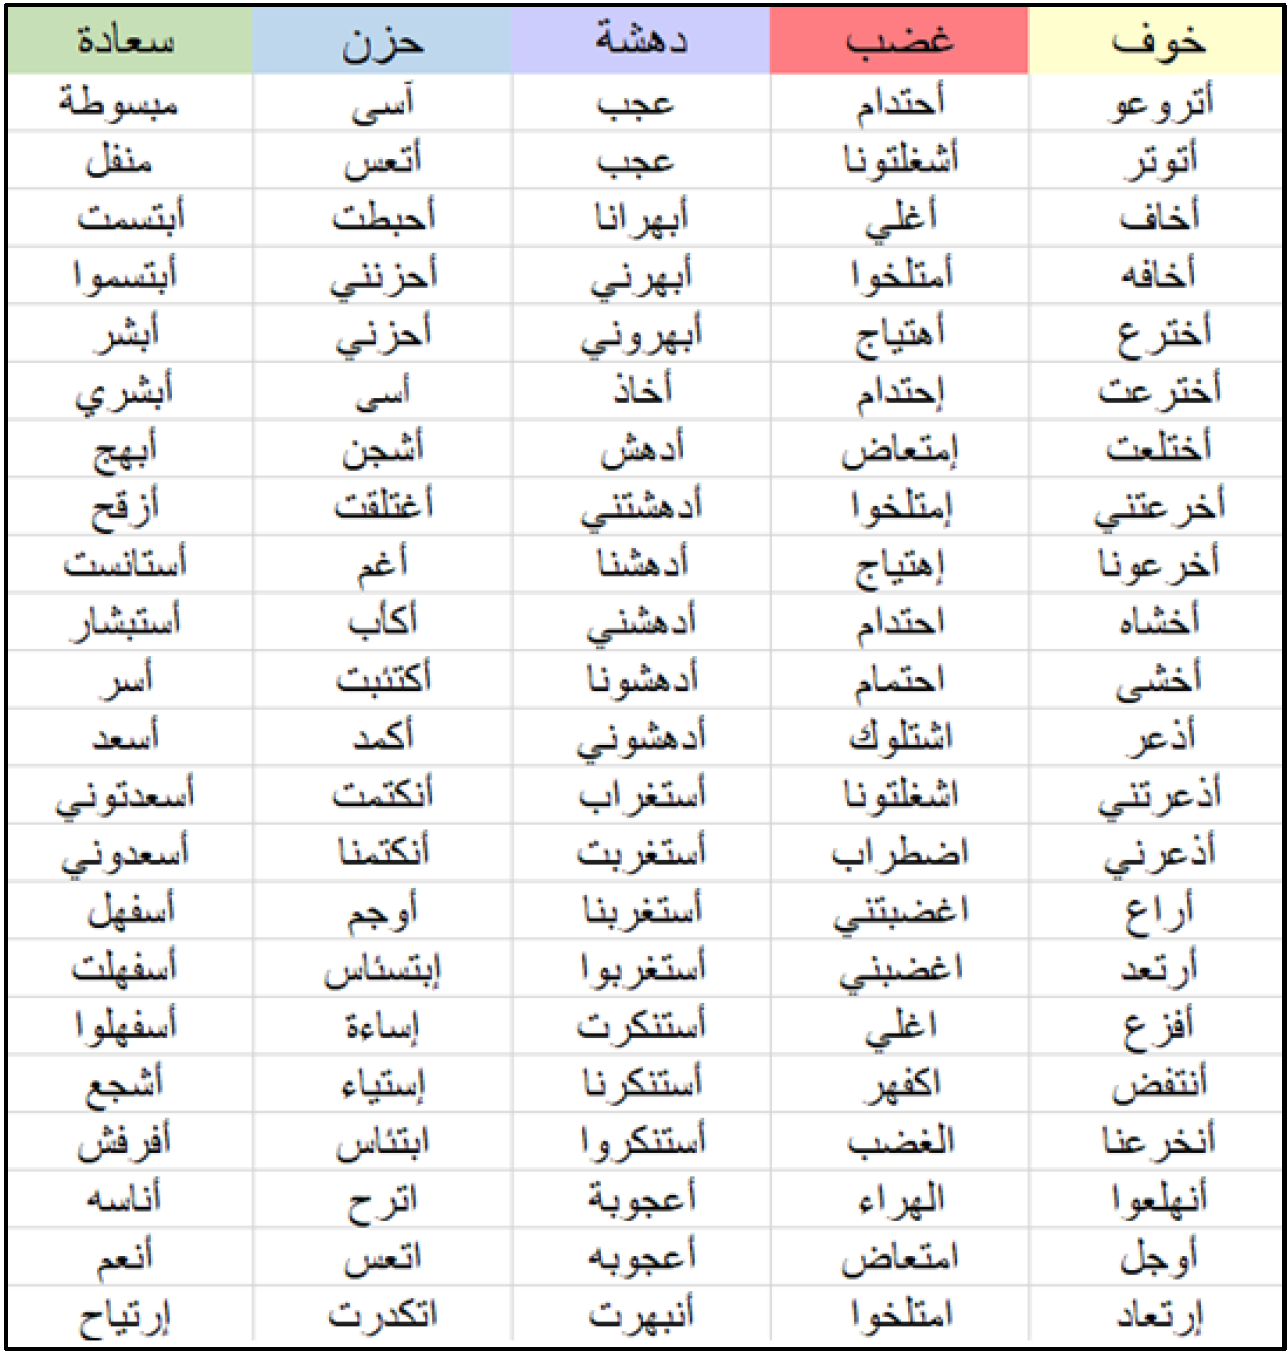 خوف غضب دهشة حزن سعادة
أتروعو أحتدام عجب آسى مبسوطة
أتوتر أشغلتونا عجب أتعس منفل
أخاف أغلي أبهرانا أحبطت أبتسمت
أخافه أمتلخوا أبهرني أحزنني أبتسموا
أخترع أهتياج أبهروني أحزني أبشر
أخترعت إحتدام أخاذ أسى أبشري
أختلعت إمتعاض أدهش أشجن أبهج
أخرعتني إمتلخوا أدهشتني أغتلقت أزقح
أخرعونا إهتياج أدهشنا أغم أستانست
أخشاه احتدام أدهشني أكأب أستبشار
أخشى احتمام أدهشونا أكتئبت أسر
أذعر اشتلوك أدهشوني أكمد أسعد
أذعرتني اشغلتونا أستغراب أنكتمت أسعدتوني
أذعرني اضطراب أستغربت أنكتمنا أسعدوني
أراع اغضبتني أستغربنا أوجم أسفهل
أرتعد اغضبني أستغربوا إبتسئاس أسفهلت
أفزع اغلي أستنكرت إساءة أسفهلوا
أنتفض اكفهر أستنكرنا إستياء أشجع
أنخرعنا الغضب أستنكروا ابتئاس أفرفش
أنهلعوا الهراء أعجوبة اترح أناسه
أوجل امتعاض أعجوبه اتعس أنعم
إرتعاد امتلخوا أنبهرت اتكدرت إرتياح